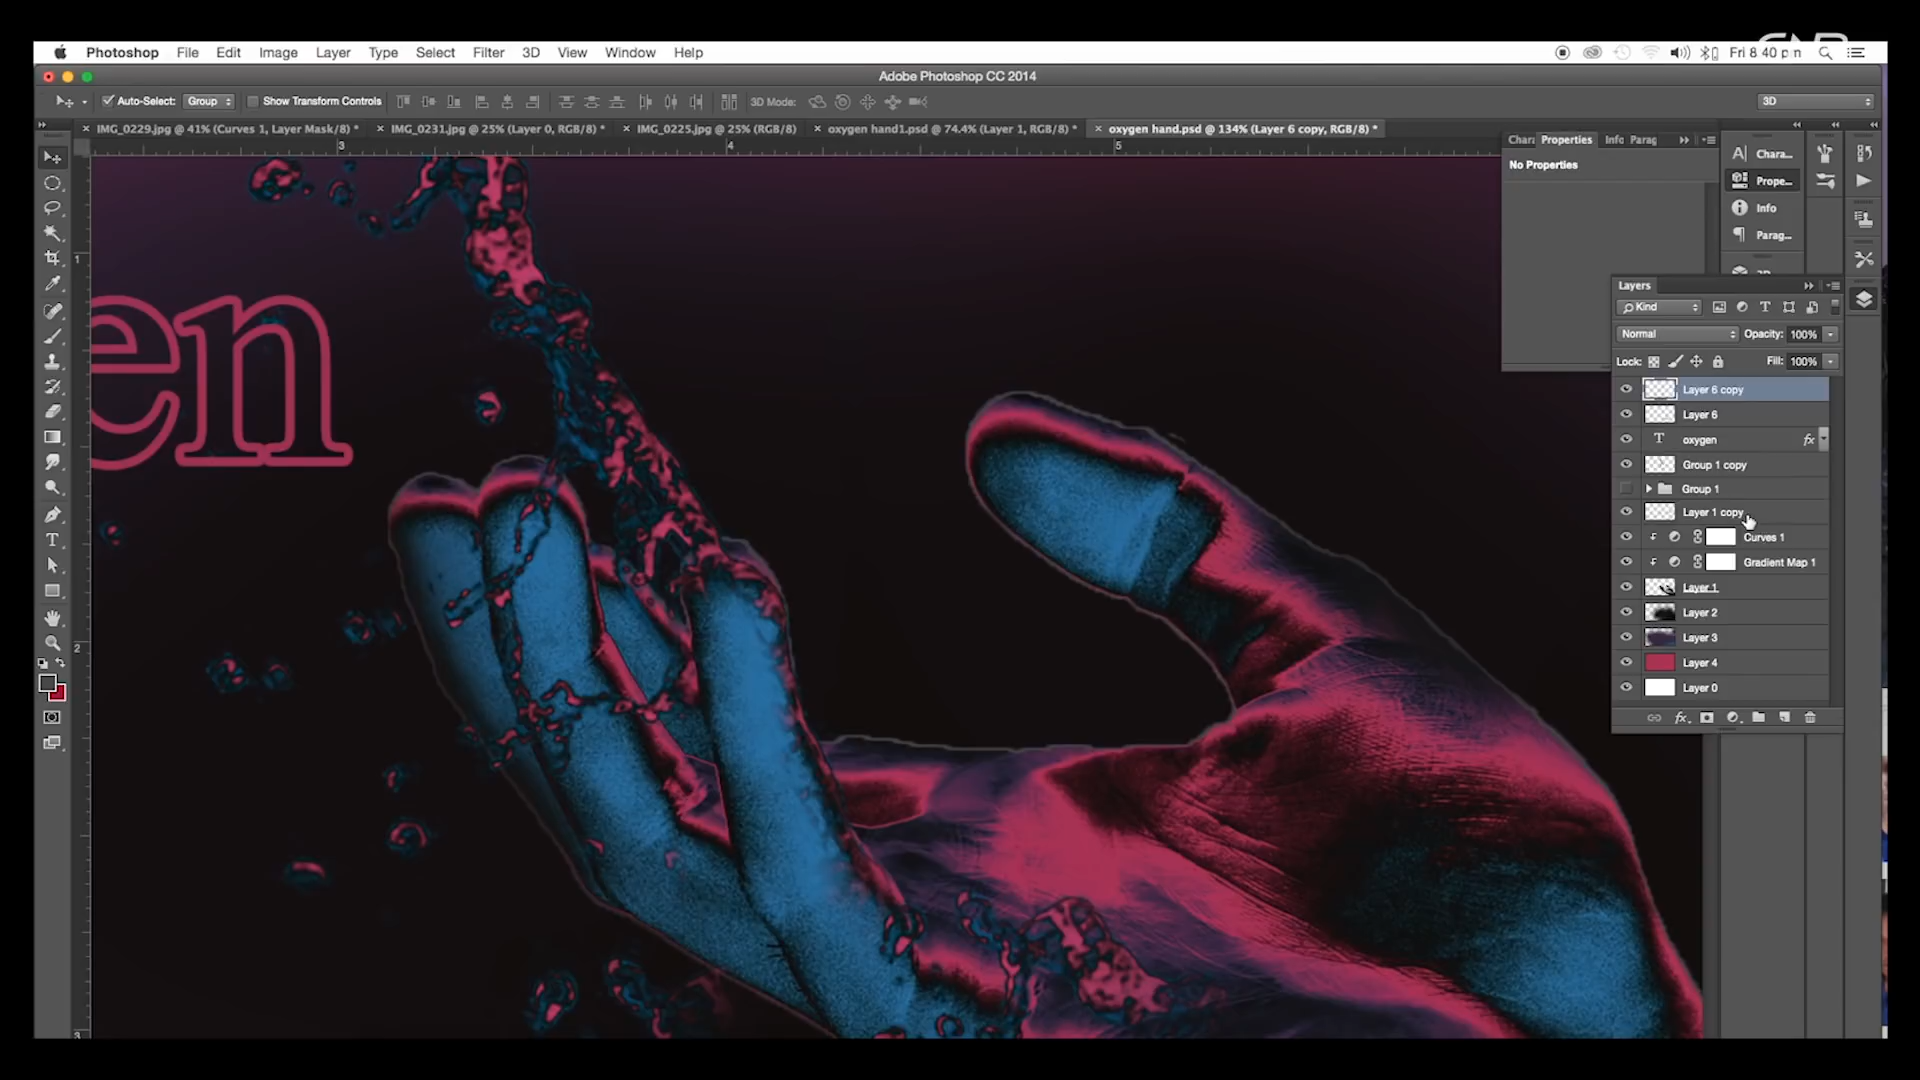 Photoshop File Edit Image Layer Type Select Filter 3D View Window Help
Adobe Photoshop CC 2014
Auto-Select: Group Show Transform Controls 3D Mode: 3D
IMG_0229.jpg @ 41% (Curves 1, Layer Mask/8) *
IMG_0231.jpg @ 25% (Layer 0, RGB/8) *
IMG_0225.jpg @ 25% (RGB/8)
oxygen hand1.psd @ 74.4% (Layer 1, RGB/8) *
oxygen hand.psd @ 134% (Layer 6 copy, RGB/8) *
3 4 5
1
2
3
en
Chara Properties Info Parag
No Properties
Chara...
Prope...
Info
Parag...
Layers
Kind
Normal Opacity: 100%
Lock: Fill: 100%
Layer 6 copy
Layer 6
T oxygen fx
Group 1 copy
Group 1
Layer 1 copy
Curves 1
Gradient Map 1
Layer 1
Layer 2
Layer 3
Layer 4
Layer 0
fx